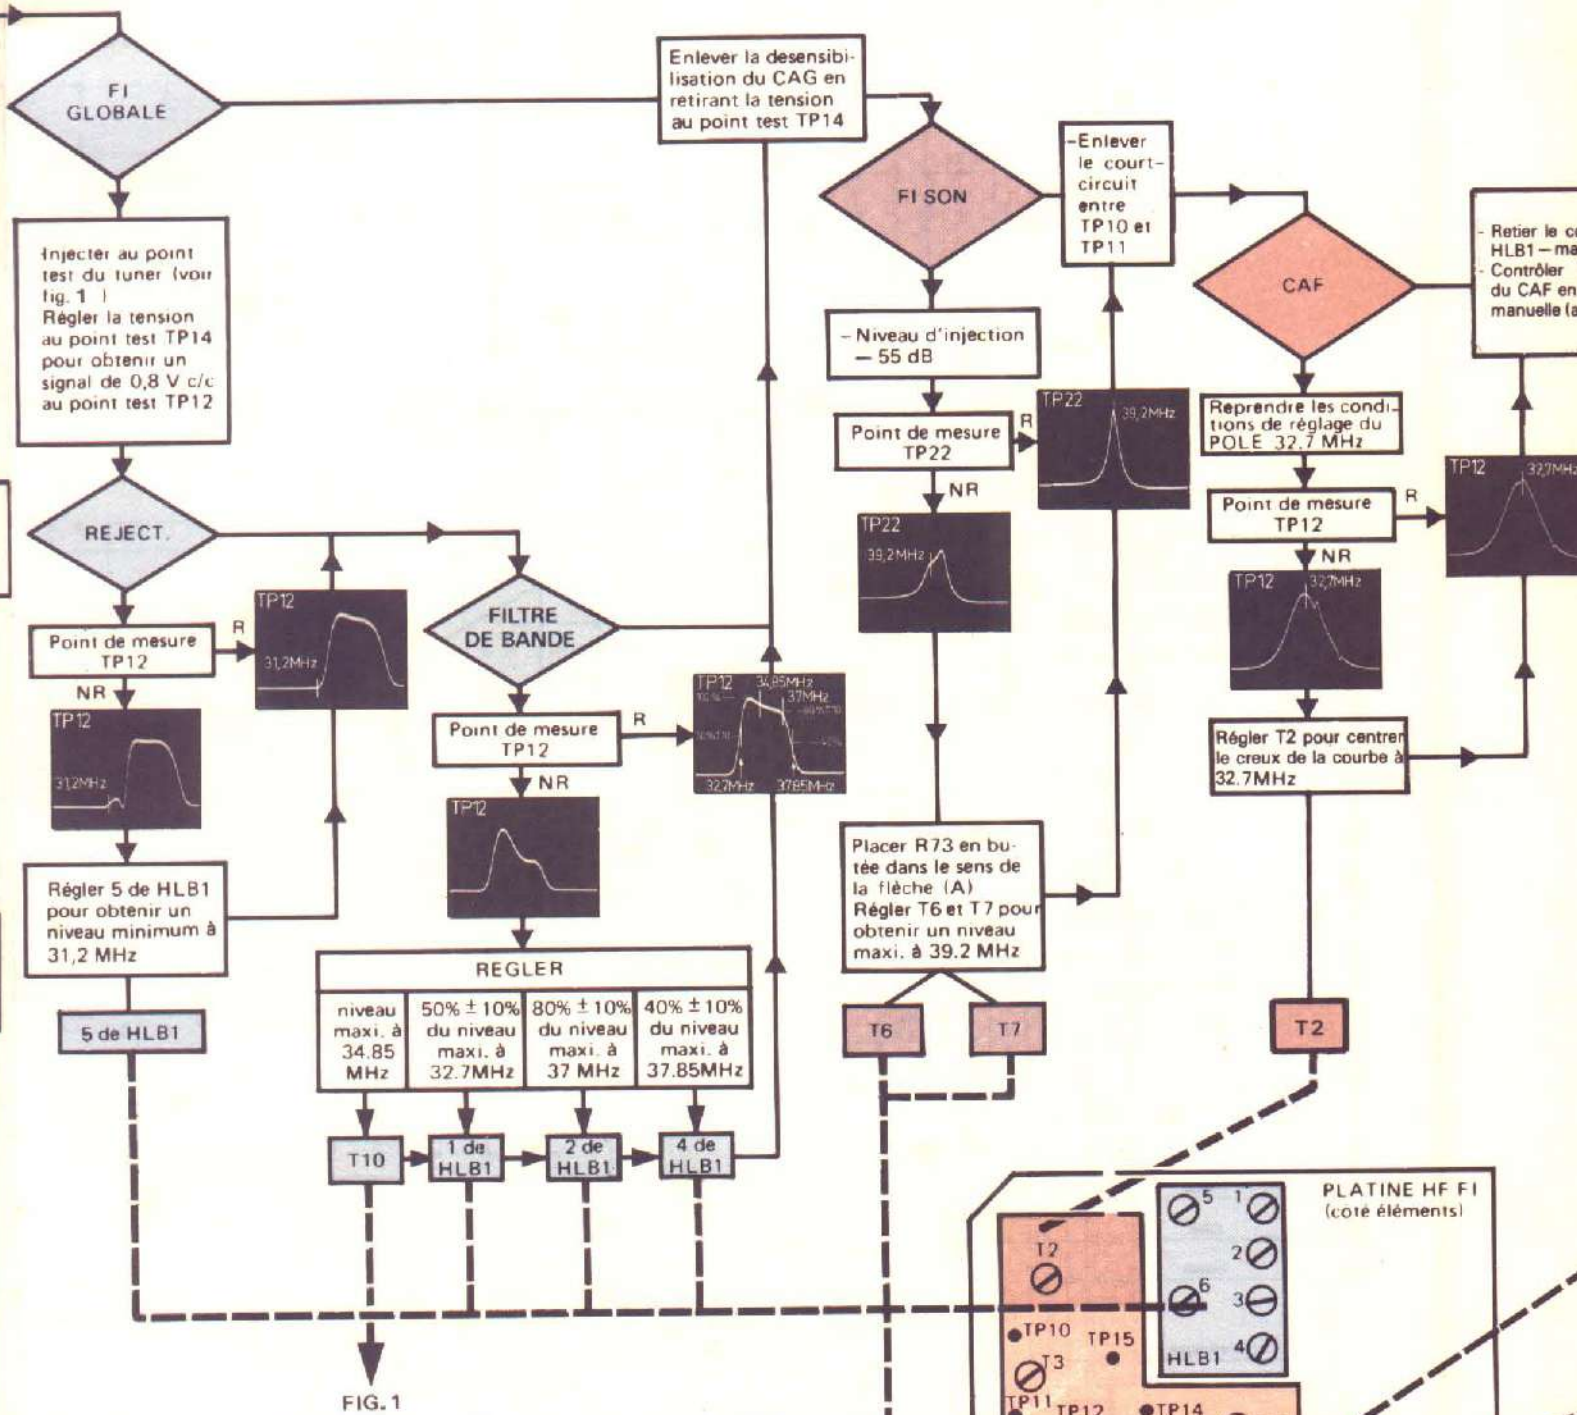 FI
GLOBALE
Injecter au point
test du tuner (voir
fig. 1 )
Régler la tension
au point test TP14
pour obtenir un
signal de 0,8 V c/c
au point test TP12
REJECT.
Point de mesure
TP12
R
NR
TP12
31,2MHz
TP12
31,2MHz
Régler 5 de HLB1
pour obtenir un
niveau minimum à
31,2 MHz
5 de HLB1
FILTRE
DE BANDE
Point de mesure
TP12
R
NR
TP12 34,85MHz
37MHz
32,7MHz 37,85MHz
TP12
REGLER
niveau
maxi. à
34.85
MHz
50% ± 10%
du niveau
maxi. à
32.7MHz
80% ± 10%
du niveau
maxi. à
37 MHz
40% ± 10%
du niveau
maxi. à
37.85MHz
T10
1 de
HLB1
2 de
HLB1
4 de
HLB1
FIG.1
Enlever la desensibi-
lisation du CAG en
retirant la tension
au point test TP14
FI SON
- Niveau d'injection
— 55 dB
Point de mesure
TP22
R
NR
TP22
39,2MHz
TP22
39,2MHz
Placer R73 en bu-
tée dans le sens de
la flèche (A)
Régler T6 et T7 pour
obtenir un niveau
maxi. à 39.2 MHz
T6
T7
-Enlever
le court-
circuit
entre
TP10 et
TP11
CAF
Reprendre les condi-
tions de réglage du
POLE 32.7 MHz
Point de mesure
TP12
R
NR
TP12
32,7MHz
TP12
32,7MHz
Régler T2 pour centrer
le creux de la courbe à
32.7MHz
T2
- Retier le
HLB1 – ma
- Contrôler
du CAF en
manuelle (a
PLATINE HF FI
(coté éléments)
T2
5
1
2
6
3
4
HLB1
TP10
TP15
T3
TP11
TP12
TP14